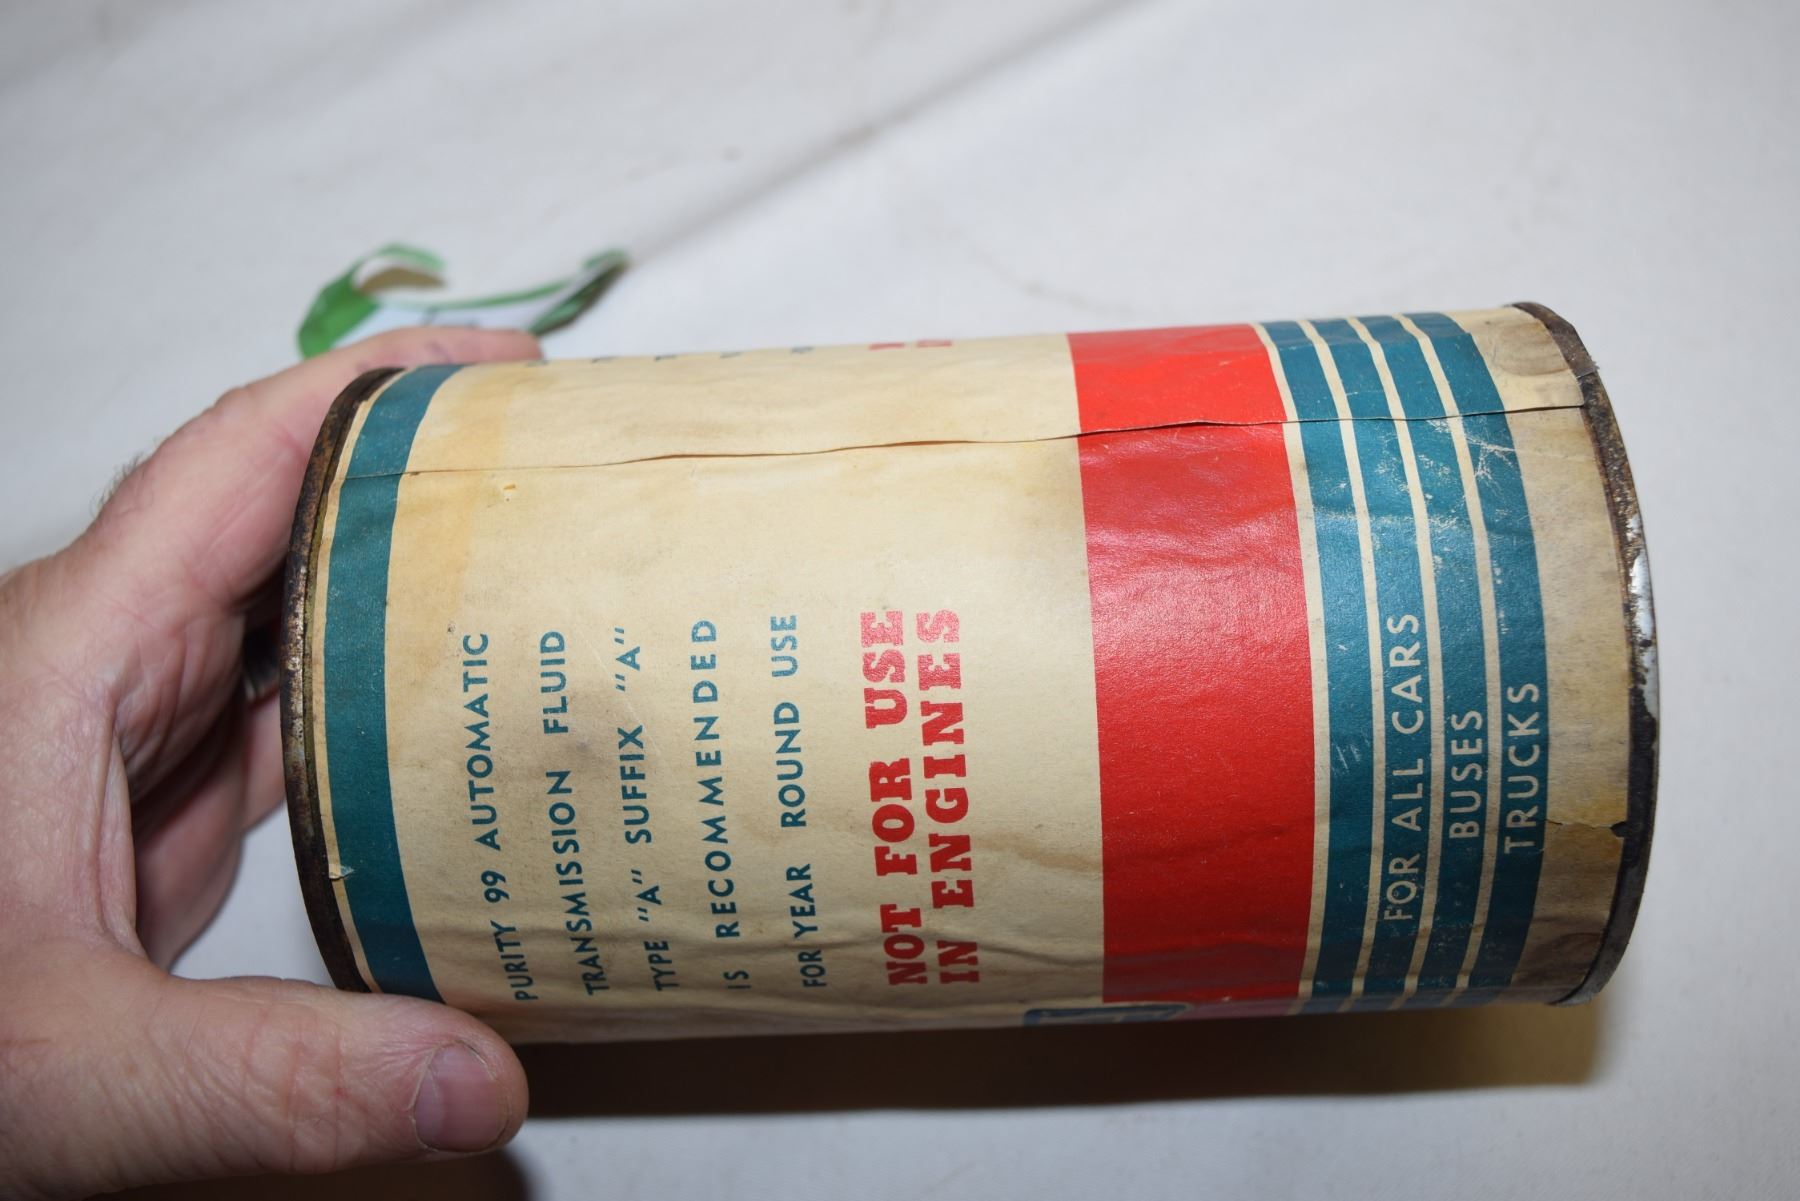 PURITY 99 AUTOMATIC
TRANSMISSION FLUID
TYPE "A" SUFFIX "A"
IS RECOMMENDED
FOR YEAR ROUND USE
NOT FOR USE
IN ENGINES
FOR ALL CARS
BUSES
TRUCKS